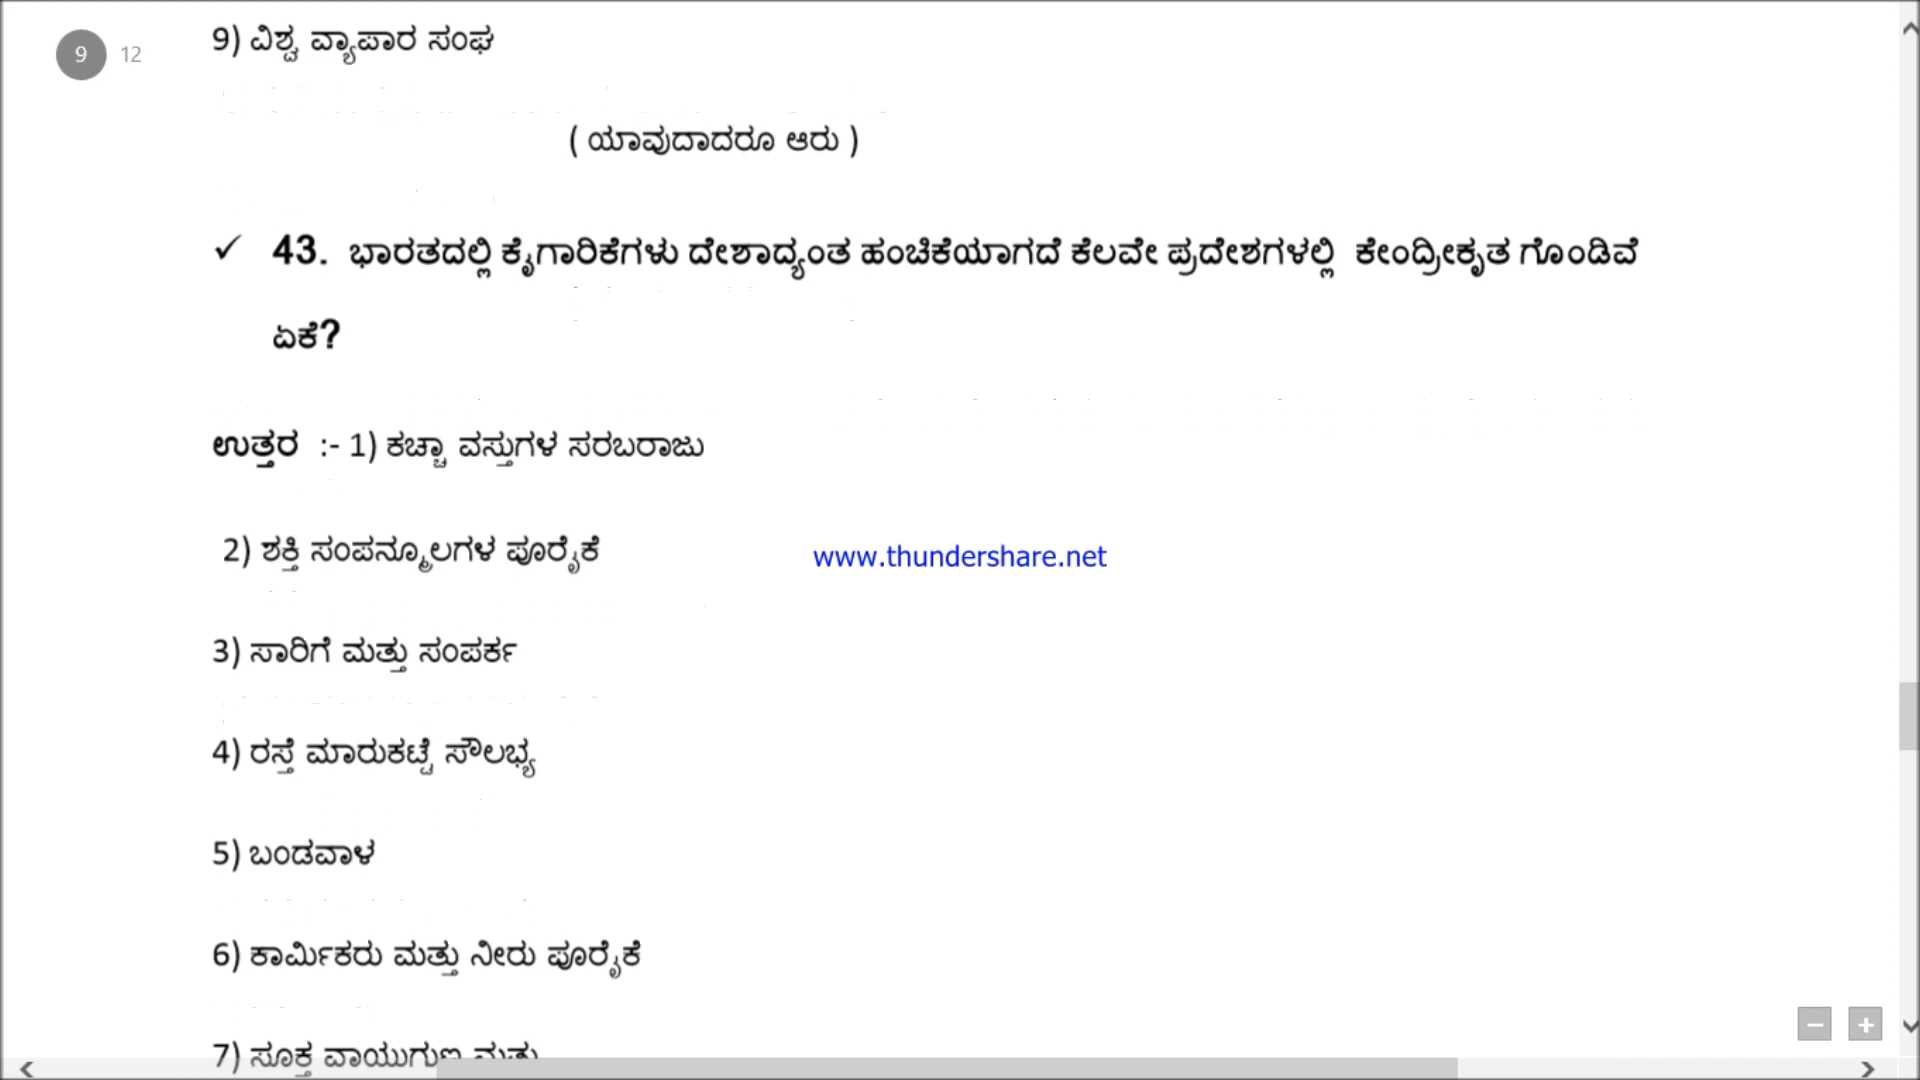 9 12
9) ವಿಶ್ವ ವ್ಯಾಪಾರ ಸಂಘ
( ಯಾವುದಾದರೂ ಆರು )
✓ 43. ಭಾರತದಲ್ಲಿ ಕೈಗಾರಿಕೆಗಳು ದೇಶಾದ್ಯಂತ ಹಂಚಿಕೆಯಾಗದೆ ಕೆಲವೇ ಪ್ರದೇಶಗಳಲ್ಲಿ ಕೇಂದ್ರೀಕೃತ ಗೊಂಡಿವೆ
ಏಕೆ?
ಉತ್ತರ :- 1) ಕಚ್ಚಾ ವಸ್ತುಗಳ ಸರಬರಾಜು
2) ಶಕ್ತಿ ಸಂಪನ್ಮೂಲಗಳ ಪೂರೈಕೆ
www.thundershare.net
3) ಸಾರಿಗೆ ಮತ್ತು ಸಂಪರ್ಕ
4) ರಸ್ತೆ ಮಾರುಕಟ್ಟೆ ಸೌಲಭ್ಯ
5) ಬಂಡವಾಳ
6) ಕಾರ್ಮಿಕರು ಮತ್ತು ನೀರು ಪೂರೈಕೆ
7) ಸೂಕ್ತ ವಾಯುಗುಣ ಮತ್ತು